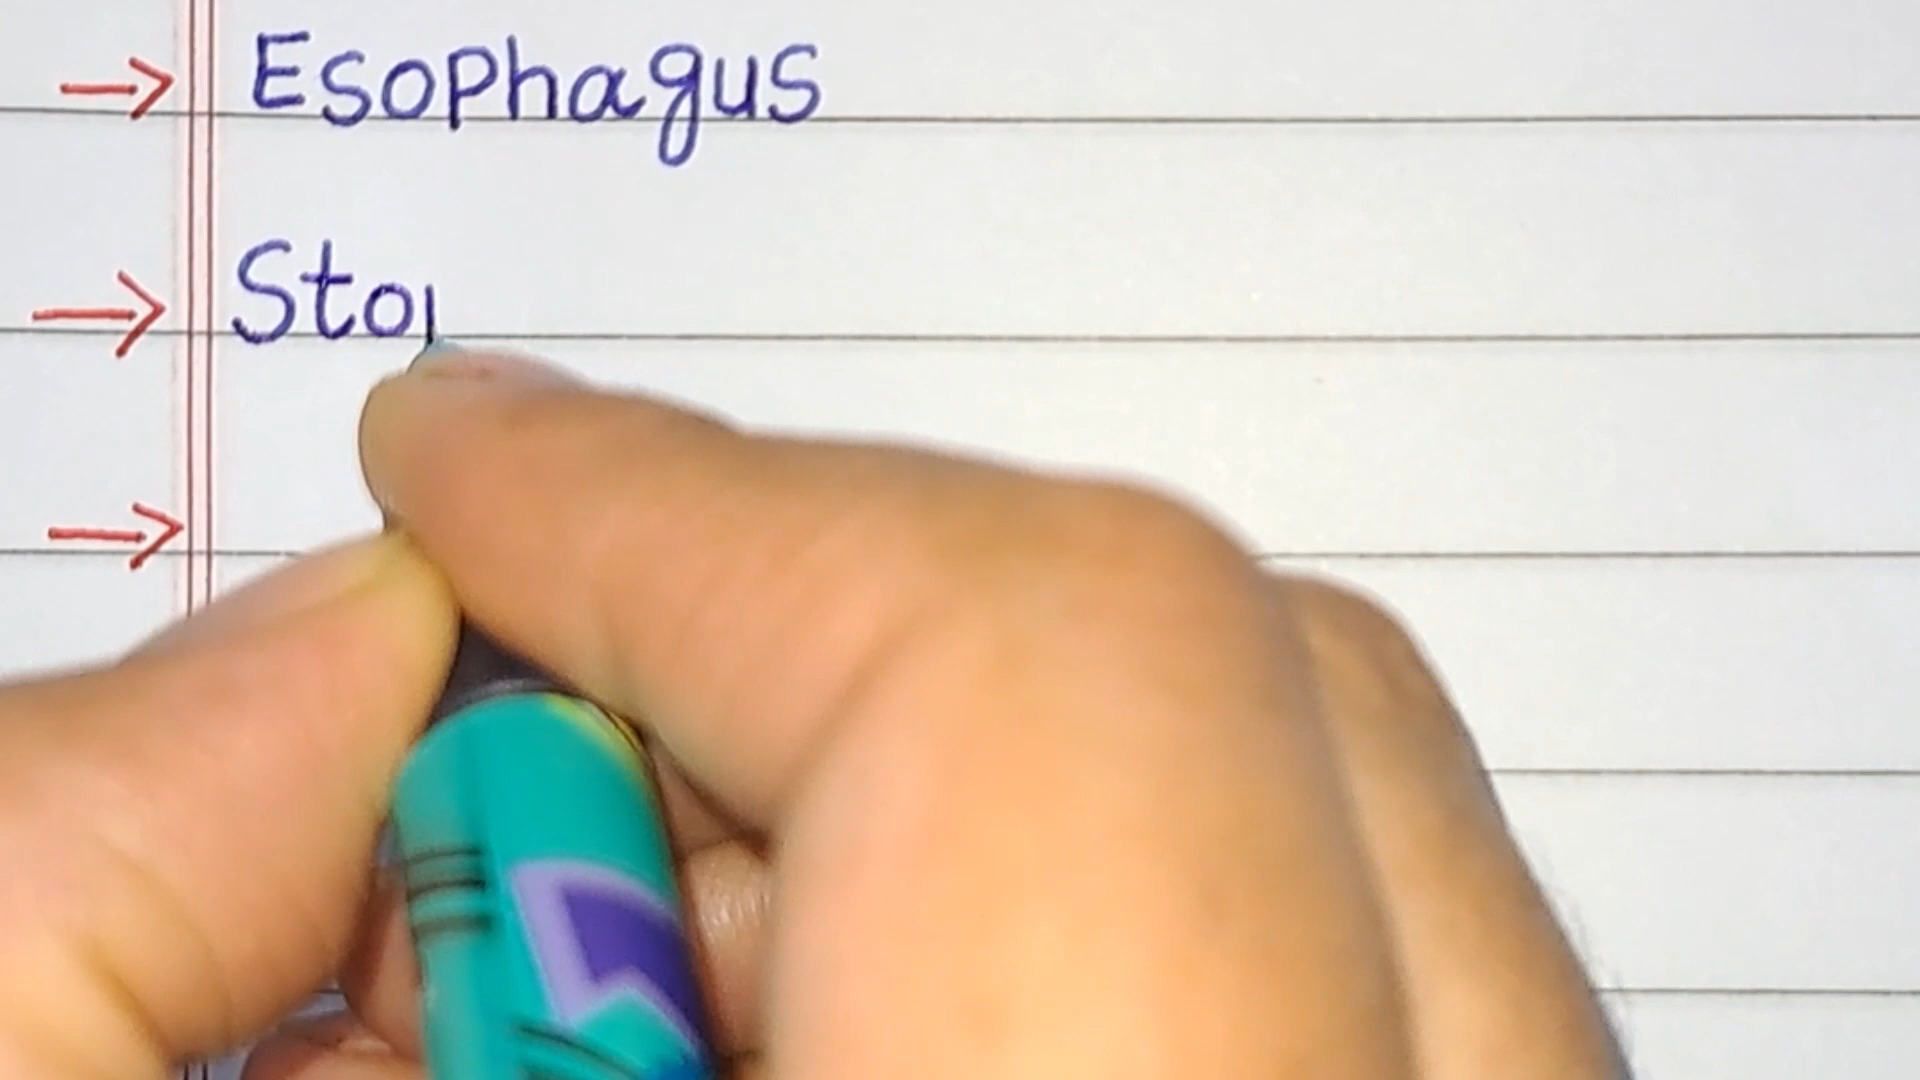 → Esophagus
→ Sto
→